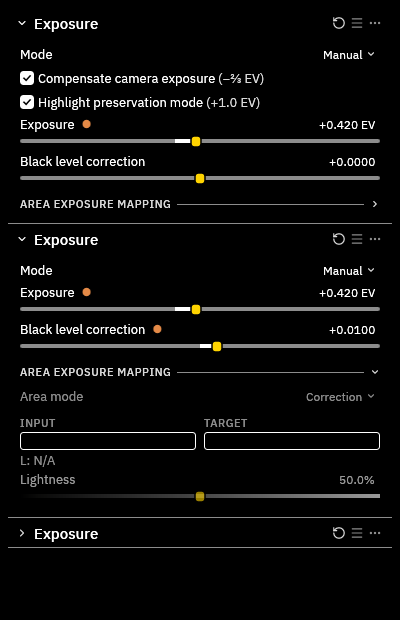 Exposure
Mode Manual
Compensate camera exposure (−⅔ EV)
Highlight preservation mode (+1.0 EV)
Exposure +0.420 EV
Black level correction +0.0000
AREA EXPOSURE MAPPING
Exposure
Mode Manual
Exposure +0.420 EV
Black level correction +0.0100
AREA EXPOSURE MAPPING
Area mode Correction
INPUT TARGET
L: N/A
Lightness 50.0%
Exposure